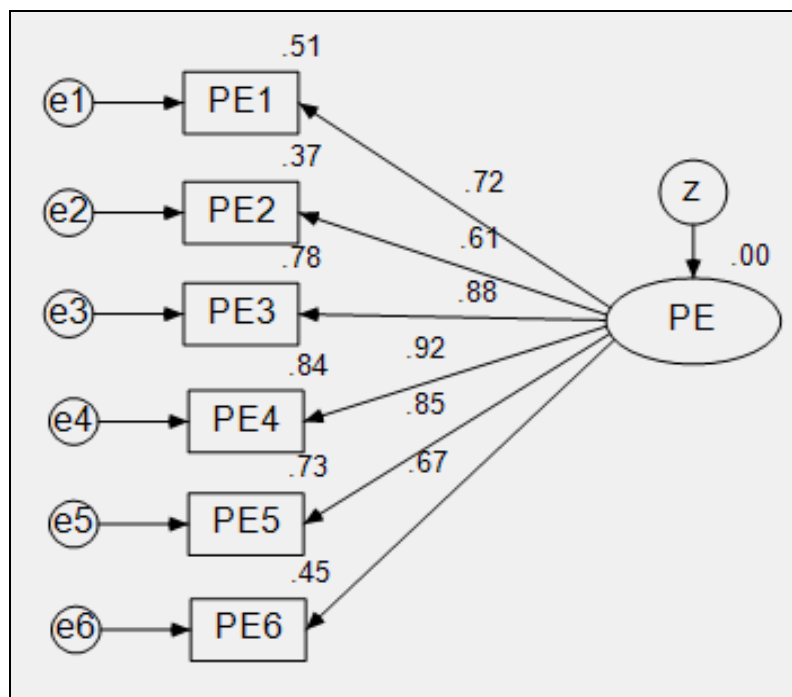 .51
e1
PE1
.37
.72
z
e2
PE2
.61
.78
.00
e3
PE3
.88
PE
.84
.92
e4
PE4
.85
.73
.67
e5
PE5
.45
e6
PE6